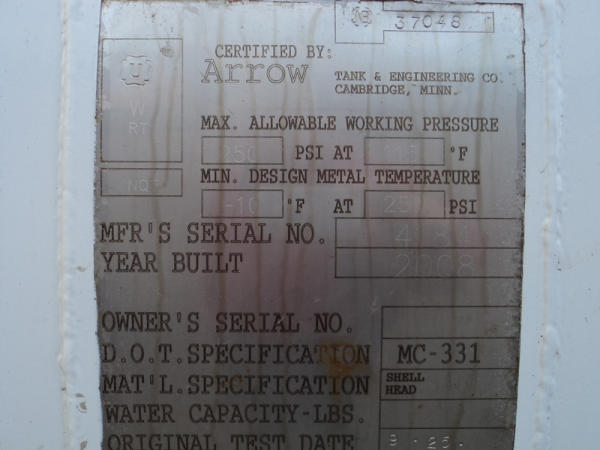 37048
CERTIFIED BY:
U
Arrow TANK & ENGINEERING CO.
CAMBRIDGE, MINN.
W
RT
MAX. ALLOWABLE WORKING PRESSURE
250 PSI AT °F
MIN. DESIGN METAL TEMPERATURE
NQT
-10 °F AT PSI
MFR'S SERIAL NO.
YEAR BUILT 2008
OWNER'S SERIAL NO.
D.O.T. SPECIFICATION MC-331
MAT'L. SPECIFICATION SHELL
HEAD
WATER CAPACITY-LBS.
ORIGINAL TEST DATE 9-25-